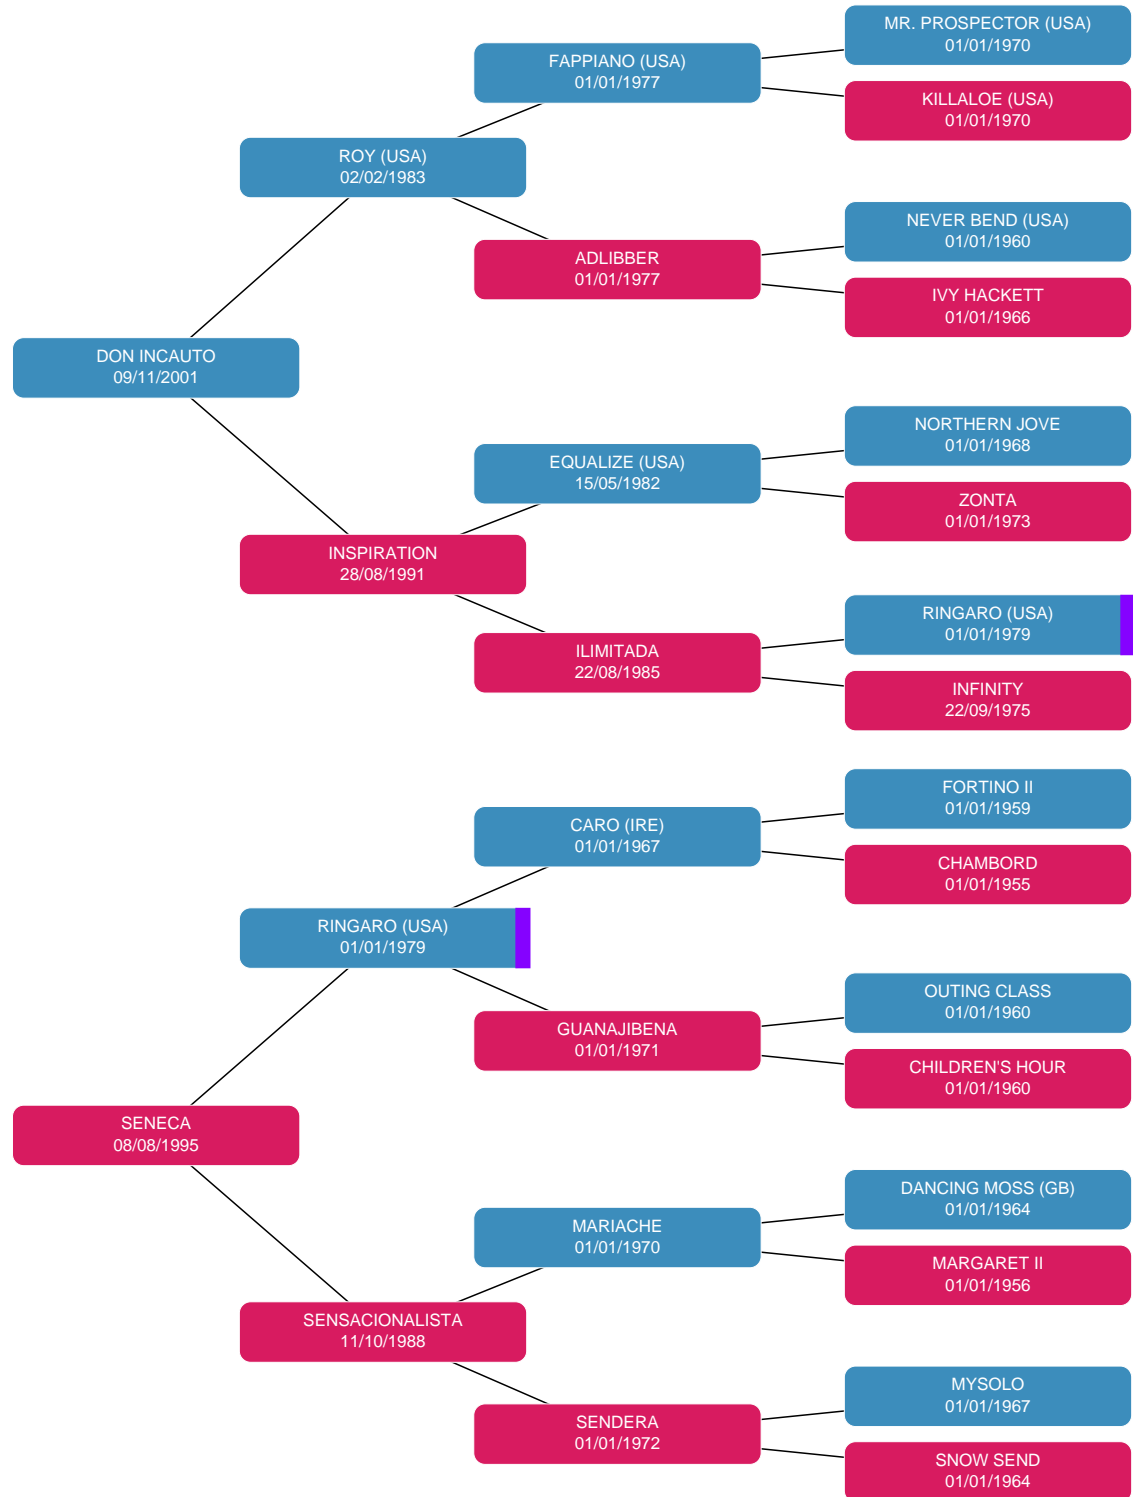 MR. PROSPECTOR (USA)
01/01/1970
FAPPIANO (USA)
01/01/1977
KILLALOE (USA)
01/01/1970
ROY (USA)
02/02/1983
NEVER BEND (USA)
01/01/1960
ADLIBBER
01/01/1977
IVY HACKETT
01/01/1966
DON INCAUTO
09/11/2001
NORTHERN JOVE
01/01/1968
EQUALIZE (USA)
15/05/1982
ZONTA
01/01/1973
INSPIRATION
28/08/1991
RINGARO (USA)
01/01/1979
ILIMITADA
22/08/1985
INFINITY
22/09/1975
FORTINO II
01/01/1959
CARO (IRE)
01/01/1967
CHAMBORD
01/01/1955
RINGARO (USA)
01/01/1979
OUTING CLASS
01/01/1960
GUANAJIBENA
01/01/1971
CHILDREN'S HOUR
01/01/1960
SENECA
08/08/1995
DANCING MOSS (GB)
01/01/1964
MARIACHE
01/01/1970
MARGARET II
01/01/1956
SENSACIONALISTA
11/10/1988
MYSOLO
01/01/1967
SENDERA
01/01/1972
SNOW SEND
01/01/1964